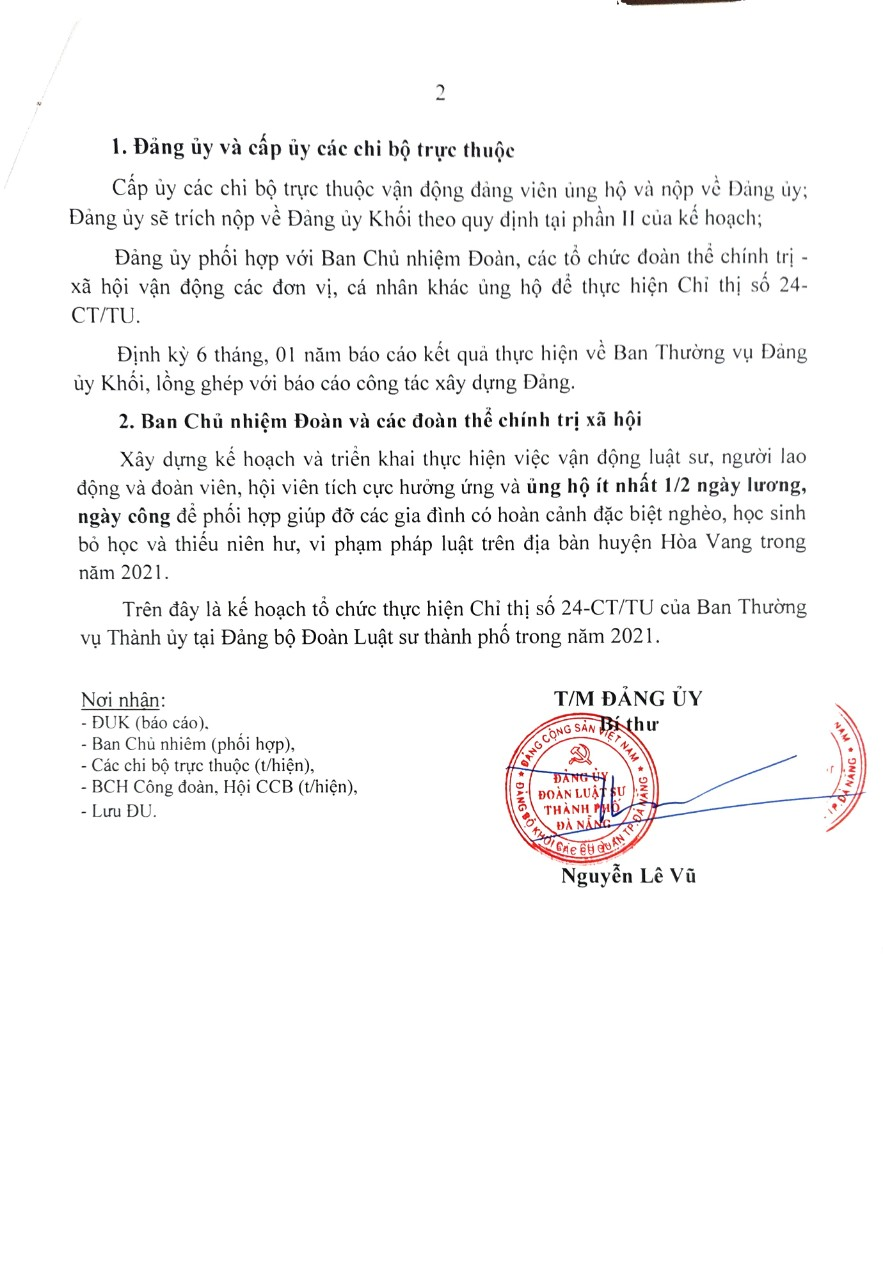 2
1. Đảng ủy và cấp ủy các chi bộ trực thuộc
Cấp ủy các chi bộ trực thuộc vận động đảng viên ủng hộ và nộp về Đảng ủy;
Đảng ủy sẽ trích nộp về Đảng ủy Khối theo quy định tại phần II của kế hoạch;
Đảng ủy phối hợp với Ban Chủ nhiệm Đoàn, các tổ chức đoàn thể chính trị -
xã hội vận động các đơn vị, cá nhân khác ủng hộ để thực hiện Chỉ thị số 24-
CT/TU.
Định kỳ 6 tháng, 01 năm báo cáo kết quả thực hiện về Ban Thường vụ Đảng
ủy Khối, lồng ghép với báo cáo công tác xây dựng Đảng.
2. Ban Chủ nhiệm Đoàn và các đoàn thể chính trị xã hội
Xây dựng kế hoạch và triển khai thực hiện việc vận động luật sư, người lao
động và đoàn viên, hội viên tích cực hưởng ứng và ủng hộ ít nhất 1/2 ngày lương,
ngày công để phối hợp giúp đỡ các gia đình có hoàn cảnh đặc biệt nghèo, học sinh
bỏ học và thiếu niên hư, vi phạm pháp luật trên địa bàn huyện Hòa Vang trong
năm 2021.
Trên đây là kế hoạch tổ chức thực hiện Chỉ thị số 24-CT/TU của Ban Thường
vụ Thành ủy tại Đảng bộ Đoàn Luật sư thành phố trong năm 2021.
Nơi nhận:
- ĐUK (báo cáo),
- Ban Chủ nhiêm (phối hợp),
- Các chi bộ trực thuộc (t/hiện),
- BCH Công đoàn, Hội CCB (t/hiện),
- Lưu ĐU.
T/M ĐẢNG ỦY
Bí thư
ĐẢNG CỘNG SẢN VIỆT NAM
ĐẢNG ỦY
ĐOÀN LUẬT SƯ
THÀNH PHỐ
ĐÀ NẴNG
ĐẢNG BỘ KHỐI CÁC CƠ QUAN TP.ĐÀ NẴNG
NAM
TP.ĐÀ NẴNG
Nguyễn Lê Vũ